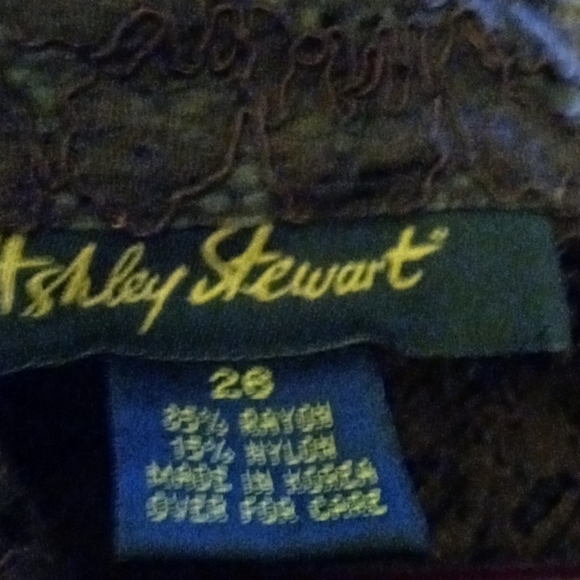 Ashley Stewart
26
85% RAYON
15% NYLON
MADE IN KOREA
OVER FOR CARE